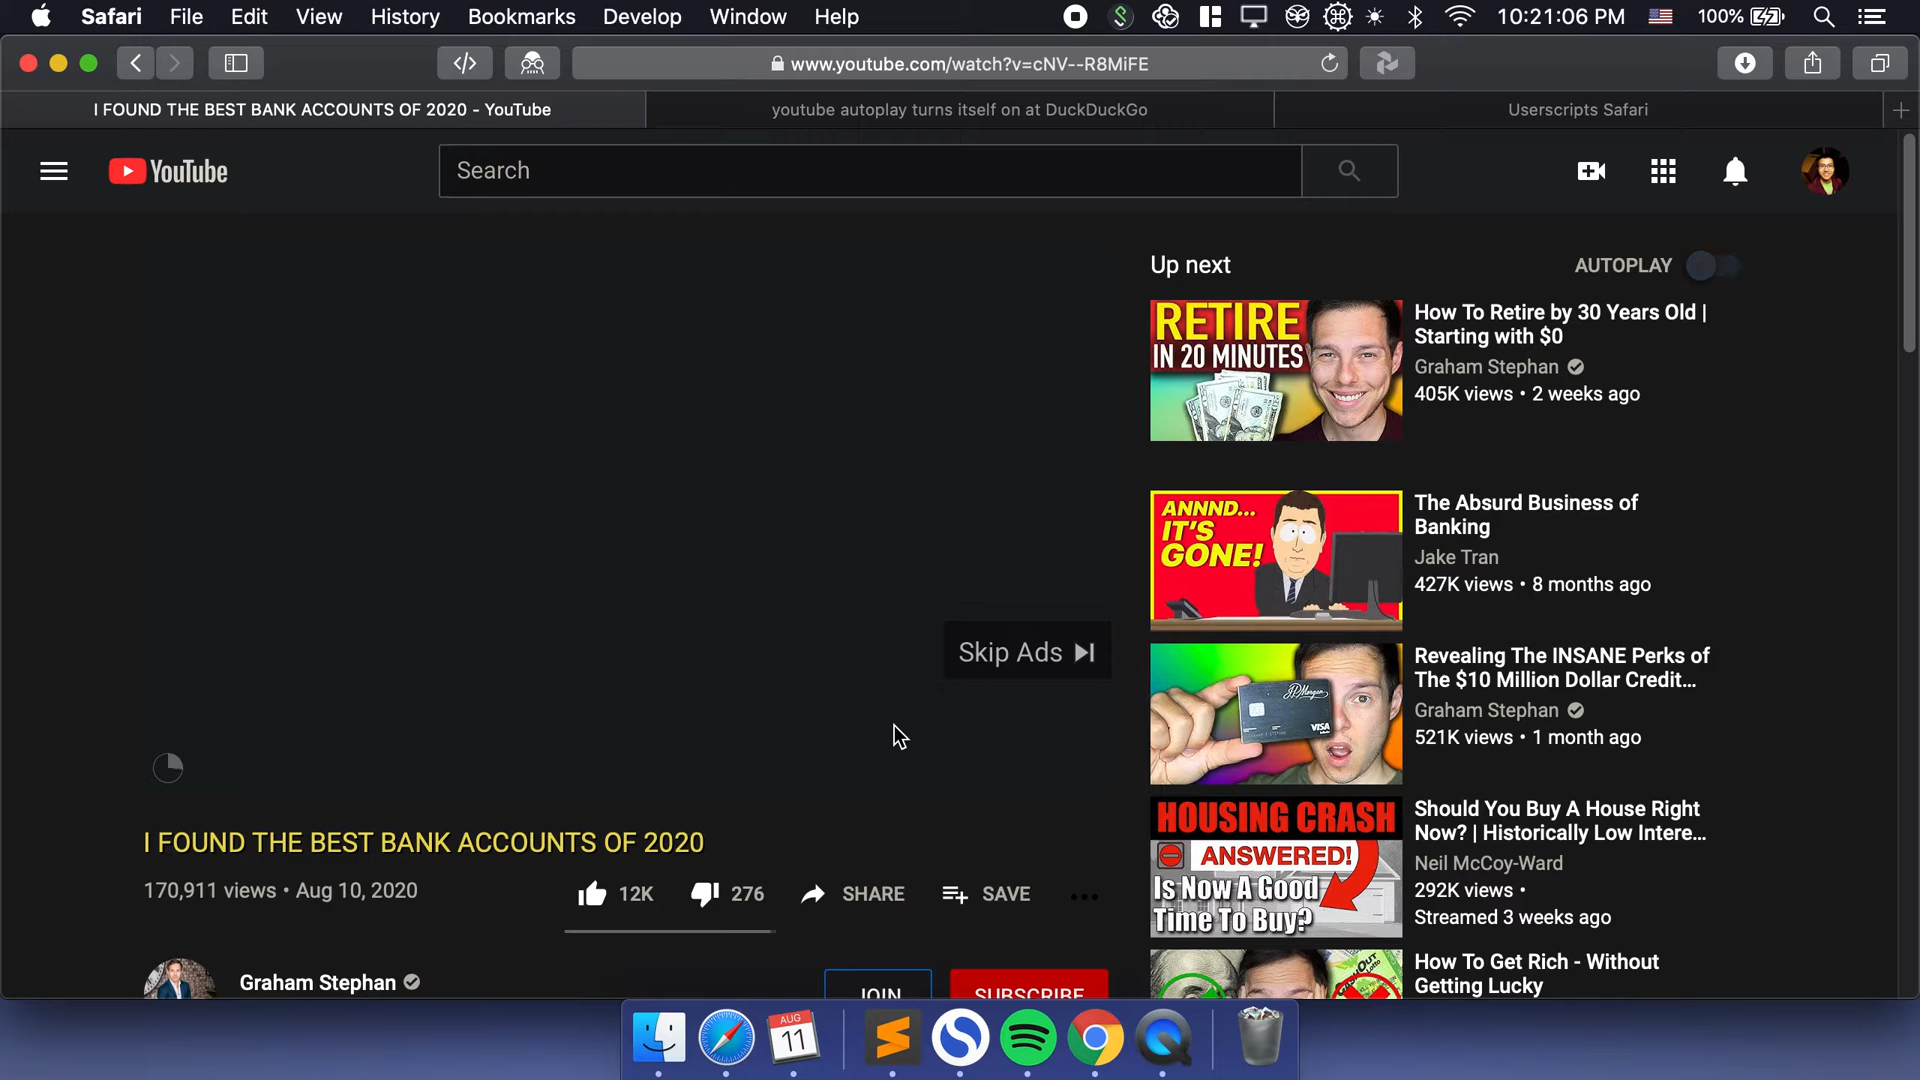 Safari File Edit View History Bookmarks Develop Window Help 10:21:06 PM 100%
www.youtube.com/watch?v=cNV--R8MiFE
I FOUND THE BEST BANK ACCOUNTS OF 2020 - YouTube
youtube autoplay turns itself on at DuckDuckGo
Userscripts Safari
YouTube
Search
Up next
AUTOPLAY
RETIRE
IN 20 MINUTES
How To Retire by 30 Years Old |
Starting with $0
Graham Stephan
405K views • 2 weeks ago
ANNND...
IT'S
GONE!
The Absurd Business of
Banking
Jake Tran
427K views • 8 months ago
Skip Ads
J.P.Morgan
VISA
Revealing The INSANE Perks of
The $10 Million Dollar Credit...
Graham Stephan
521K views • 1 month ago
HOUSING CRASH
ANSWERED!
Is Now A Good
Time To Buy?
Should You Buy A House Right
Now? | Historically Low Intere...
Neil McCoy-Ward
292K views •
Streamed 3 weeks ago
How To Get Rich - Without
Getting Lucky
I FOUND THE BEST BANK ACCOUNTS OF 2020
170,911 views • Aug 10, 2020
12K 276 SHARE SAVE
Graham Stephan
JOIN
SUBSCRIBE
AUG
11